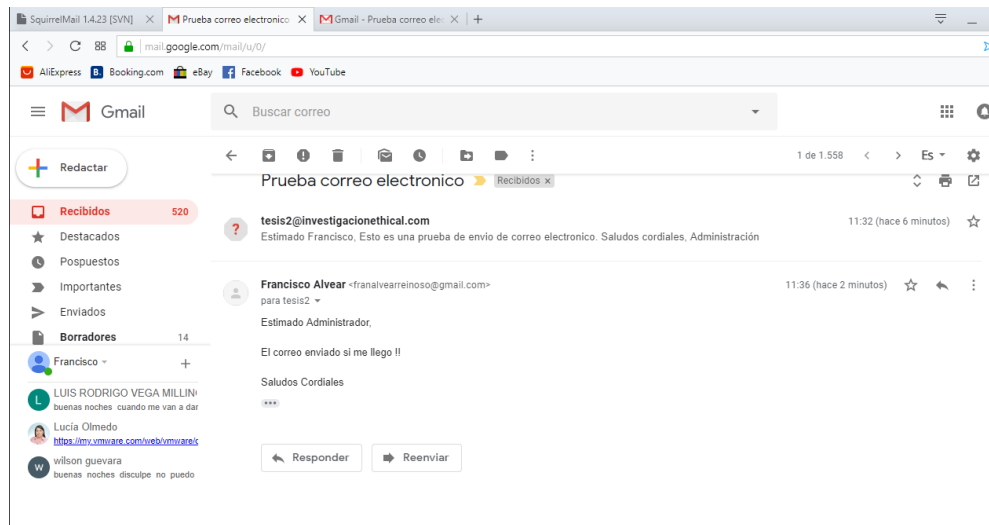 SquirrelMail 1.4.23 [SVN]
Prueba correo electronico
Gmail - Prueba correo elec
mail.google.com/mail/u/0/
AliExpress
B. Booking.com
eBay
Facebook
YouTube
Gmail
Buscar correo
Redactar
1 de 1.558
Es
Prueba correo electronico
Recibidos x
Recibidos 520
Destacados
Pospuestos
Importantes
Enviados
Borradores 14
Francisco
LUIS RODRIGO VEGA MILLIN
buenas noches cuando me van a dar
Lucía Olmedo
https://my.vmware.com/web/vmware/
wilson guevara
buenas noches disculpe no puedo
tesis2@investigacionethical.com
11:32 (hace 6 minutos)
Estimado Francisco, Esto es una prueba de envio de correo electronico. Saludos cordiales, Administración
Francisco Alvear <franalvearreinoso@gmail.com>
11:36 (hace 2 minutos)
para tesis2
Estimado Administrador,
El correo enviado si me llego !!
Saludos Cordiales
Responder
Reenviar